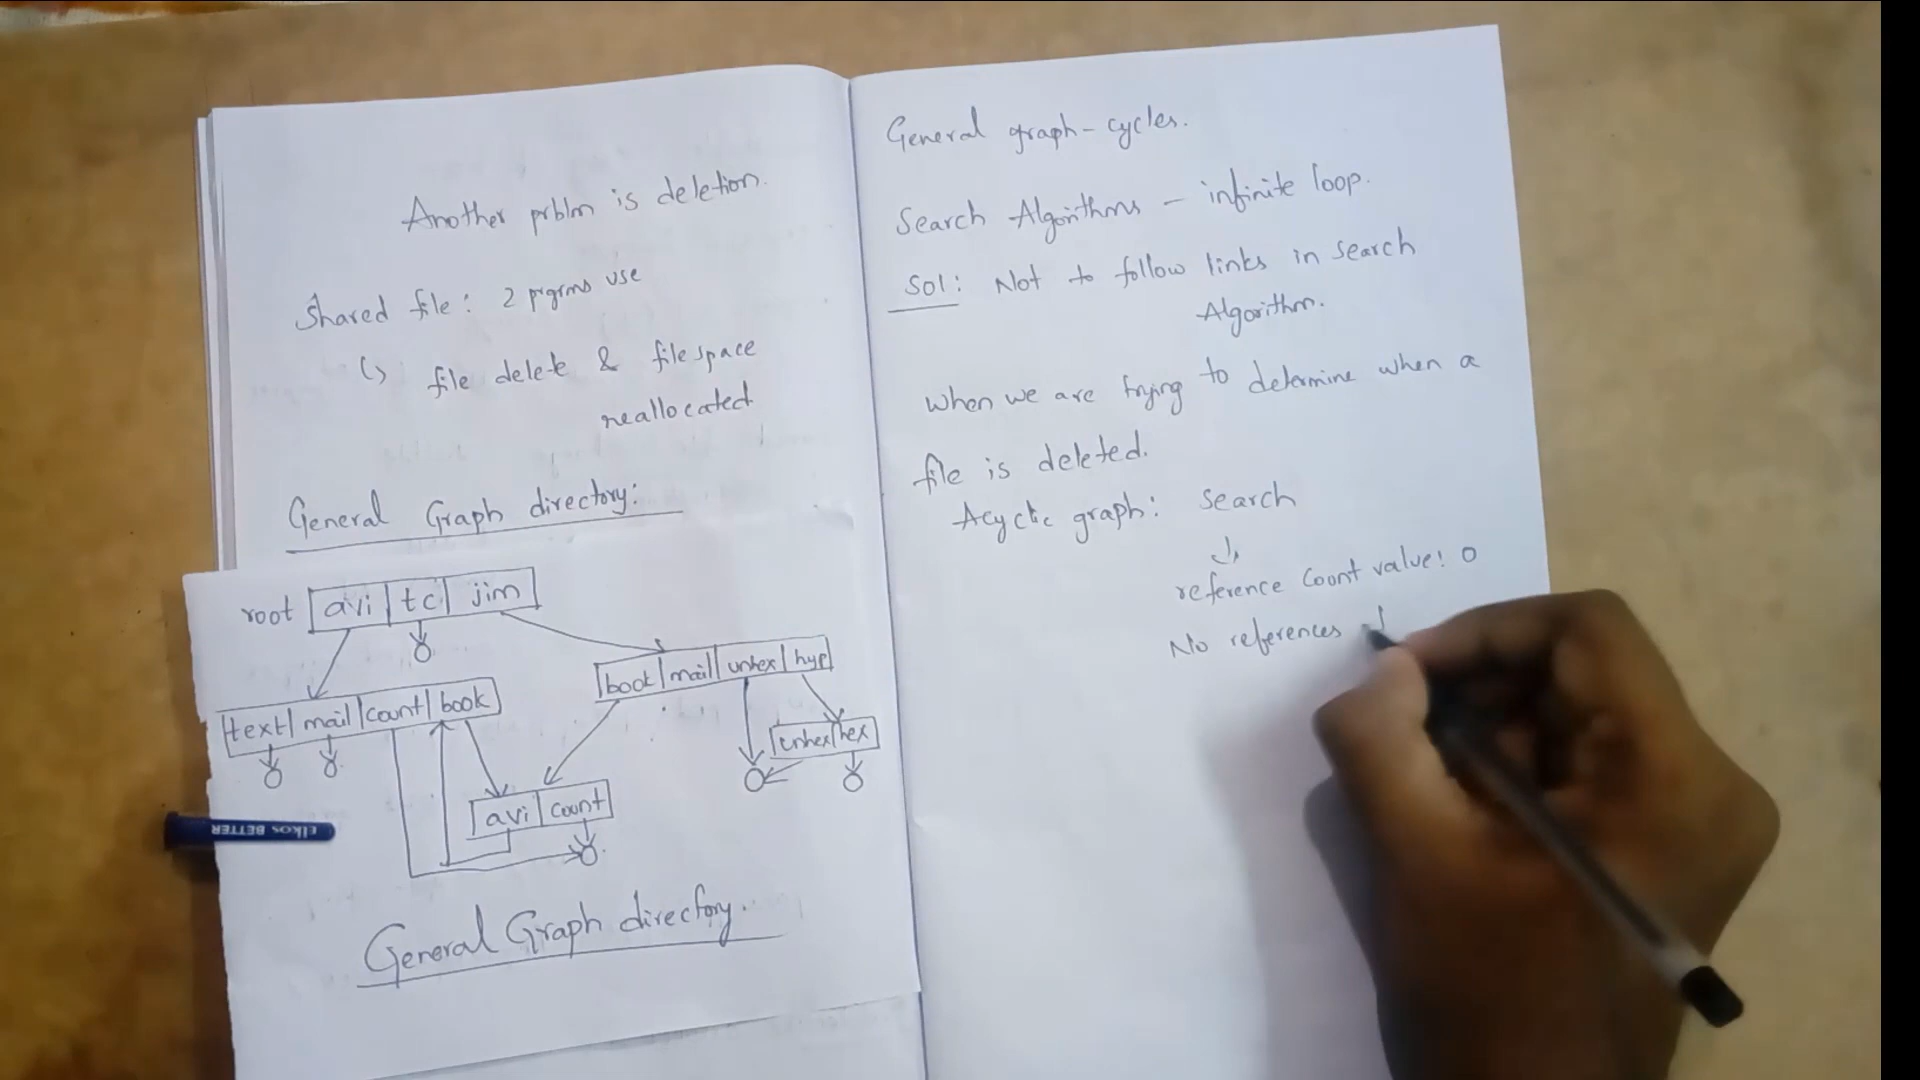 Another prblm is deletion.
Shared file: 2 prgrms use
file delete & file space
reallocated
General Graph directory:
root avi tc jim
book mail unhex hyp
text mail count book
unhex hex
avi count
elkos BETTER
General Graph directory.
General graph - cycles.
Search Algorithms - infinite loop.
Sol: Not to follow links in search
Algorithm.
when we are trying to determine when a
file is deleted.
Acyclic graph: Search
reference count value: 0
No references